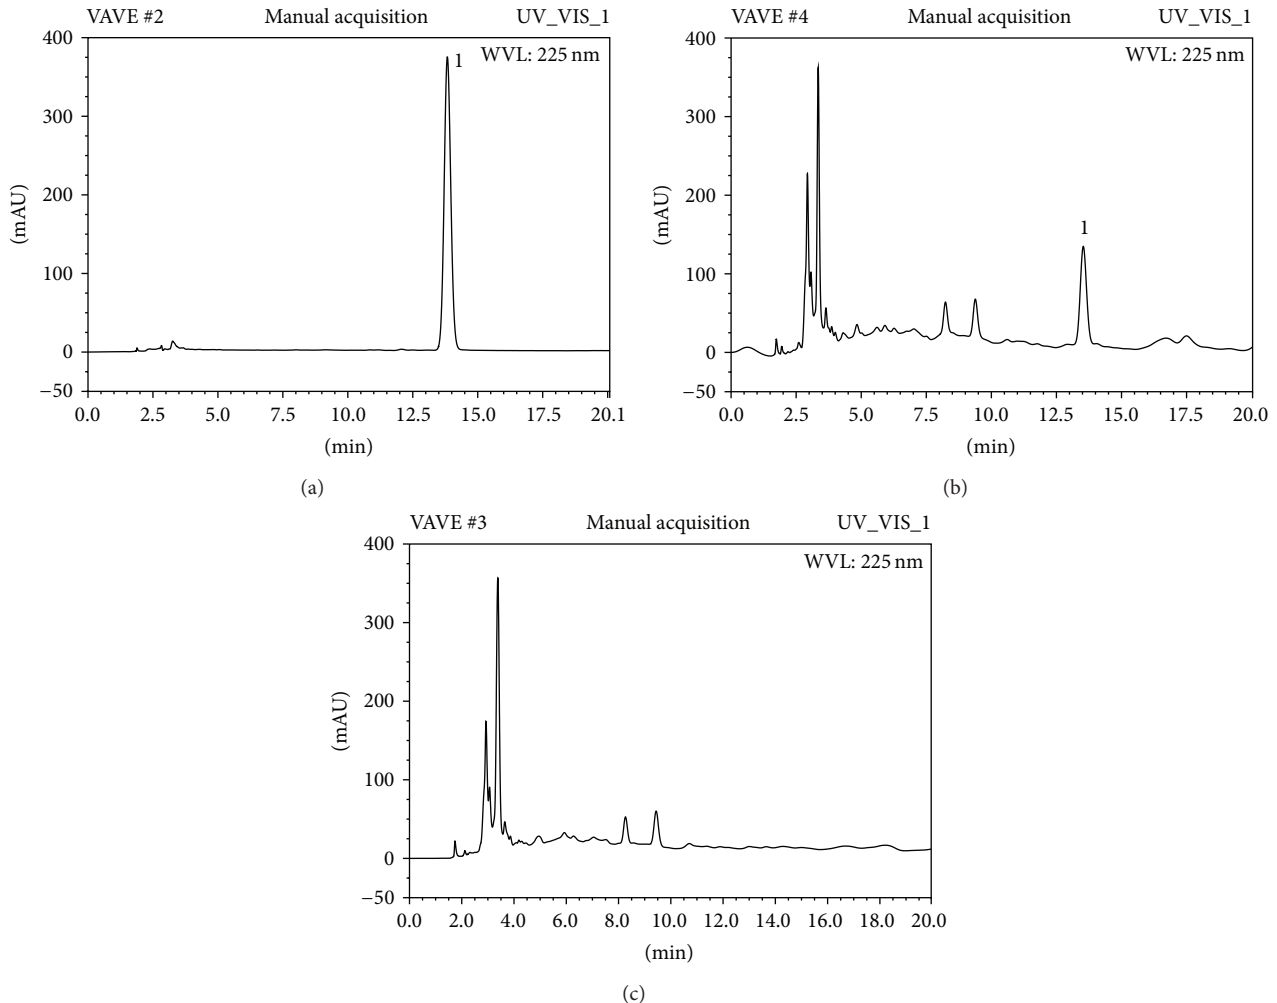 VAVE #2 Manual acquisition UV_VIS_1
400
WVL: 225 nm
1
300
200
(mAU)
100
0
−50
0.0 2.5 5.0 7.5 10.0 12.5 15.0 17.5 20.1
(min)
(a)
VAVE #4 Manual acquisition UV_VIS_1
400
WVL: 225 nm
300
200
(mAU)
1
100
0
−50
0.0 2.5 5.0 7.5 10.0 12.5 15.0 17.5 20.0
(min)
(b)
VAVE #3 Manual acquisition UV_VIS_1
400
WVL: 225 nm
300
200
(mAU)
100
0
−50
0.0 2.0 4.0 6.0 8.0 10.0 12.0 14.0 16.0 18.0 20.0
(min)
(c)